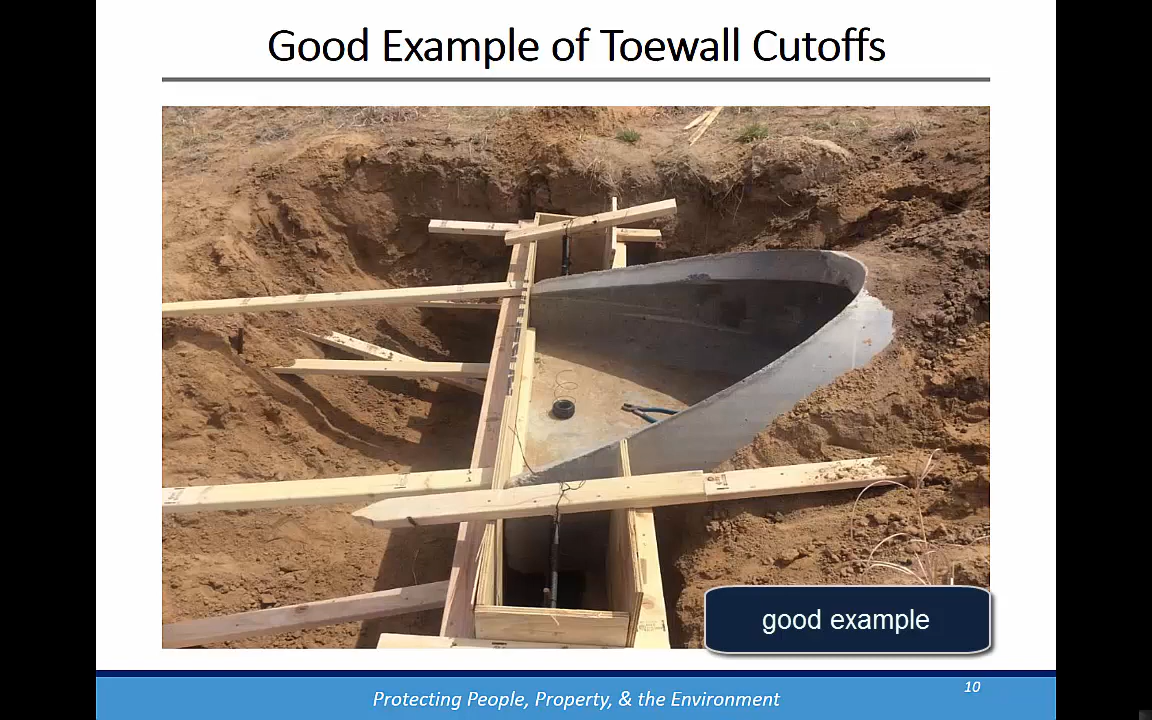 Good Example of Toewall Cutoffs
good example
10
Protecting People, Property, & the Environment